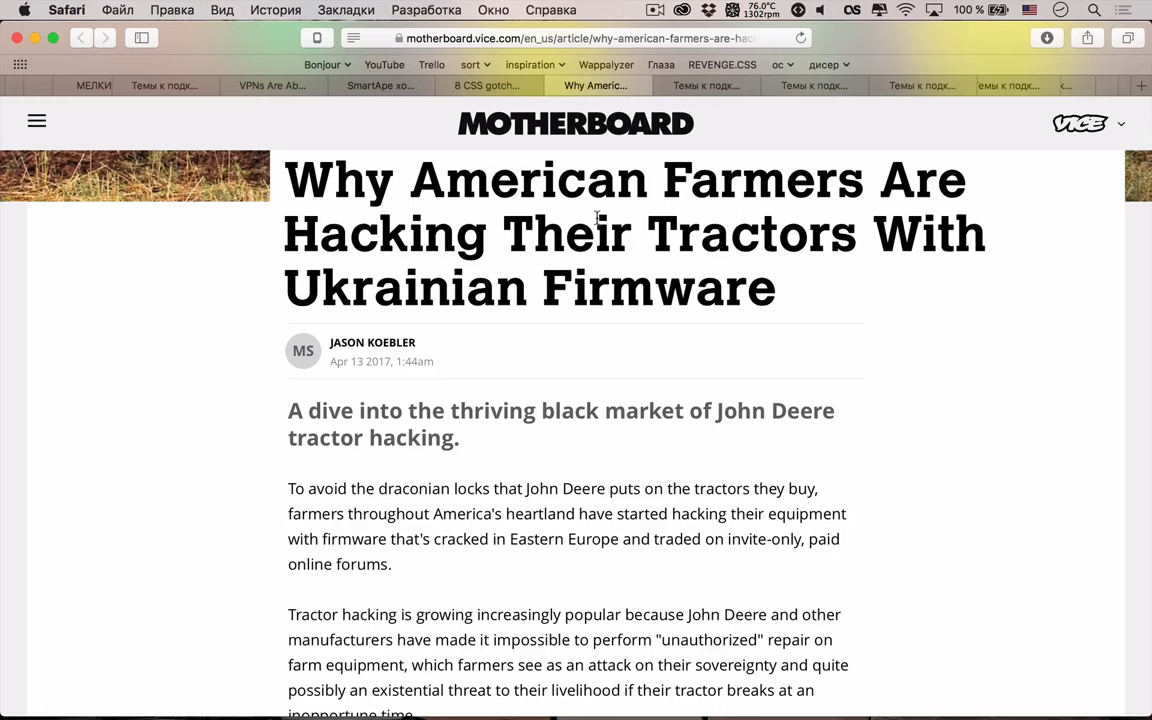 Safari Файл Правка Вид История Закладки Разработка Окно Справка 76.0°C 1302rpm 100 %
motherboard.vice.com/en_us/article/why-american-farmers-are-hac
Bonjour YouTube Trello sort inspiration Wappalyzer Глаза REVENGE.CSS ос дисер
МЕЛКИ Темы к подк... VPNs Are Ab... SmartApe хо... 8 CSS gotch... Why Americ... Темы к подк... Темы к подк... Темы к подк... емы к подк...
MOTHERBOARD VICE
Why American Farmers Are
Hacking Their Tractors With
Ukrainian Firmware
MS JASON KOEBLER
Apr 13 2017, 1:44am
A dive into the thriving black market of John Deere
tractor hacking.
To avoid the draconian locks that John Deere puts on the tractors they buy,
farmers throughout America's heartland have started hacking their equipment
with firmware that's cracked in Eastern Europe and traded on invite-only, paid
online forums.
Tractor hacking is growing increasingly popular because John Deere and other
manufacturers have made it impossible to perform "unauthorized" repair on
farm equipment, which farmers see as an attack on their sovereignty and quite
possibly an existential threat to their livelihood if their tractor breaks at an
inopportune time.